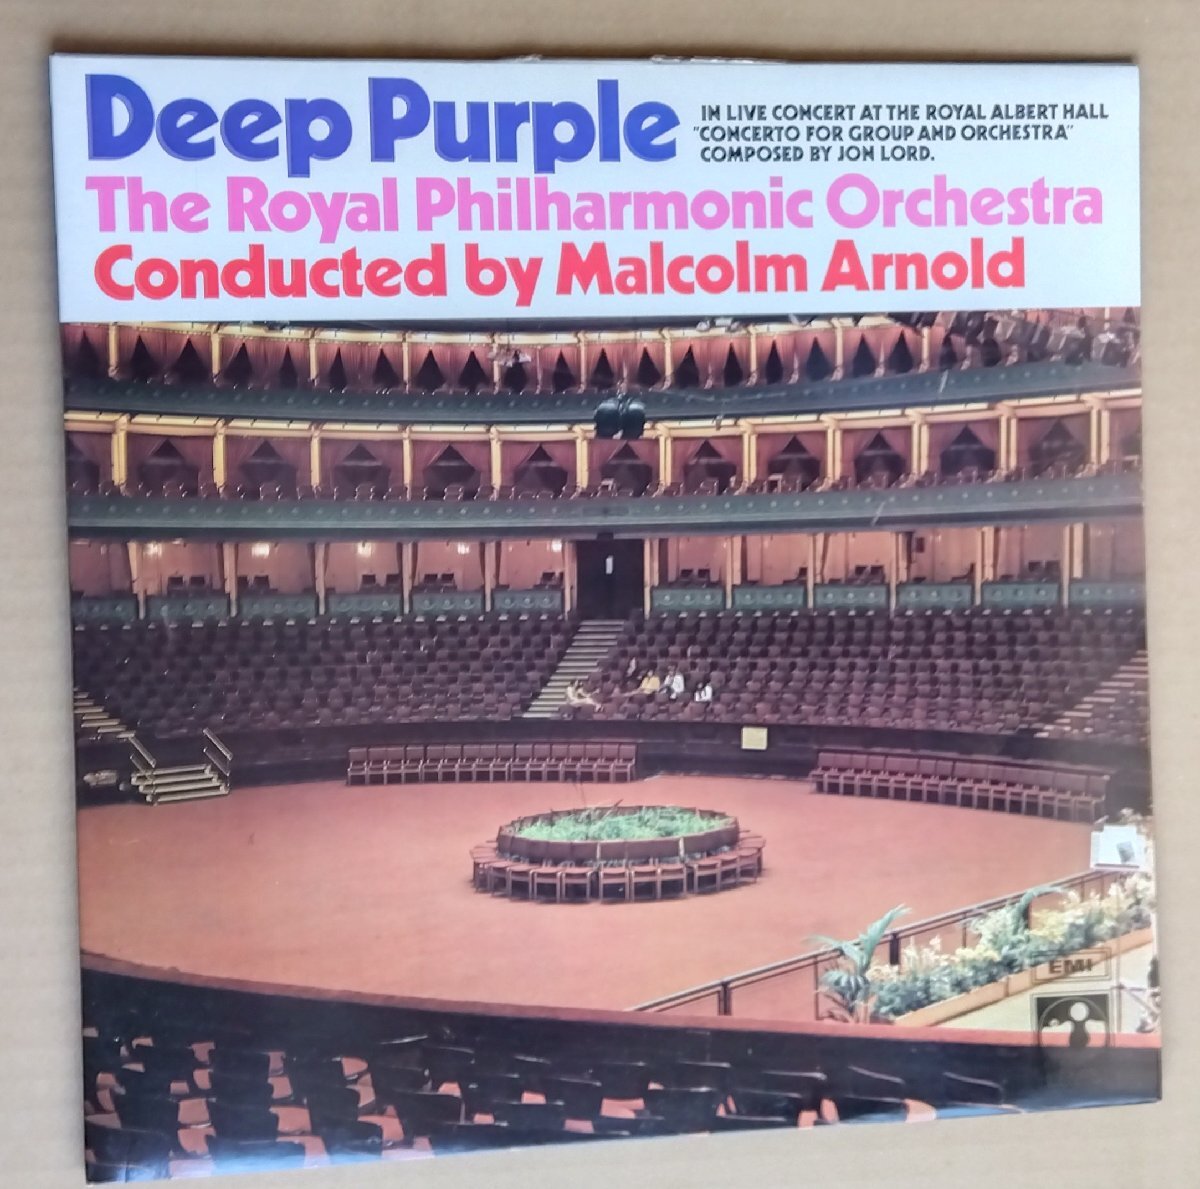 Deep Purple
IN LIVE CONCERT AT THE ROYAL ALBERT HALL
"CONCERTO FOR GROUP AND ORCHESTRA"
COMPOSED BY JON LORD.
The Royal Philharmonic Orchestra
Conducted by Malcolm Arnold
EMI